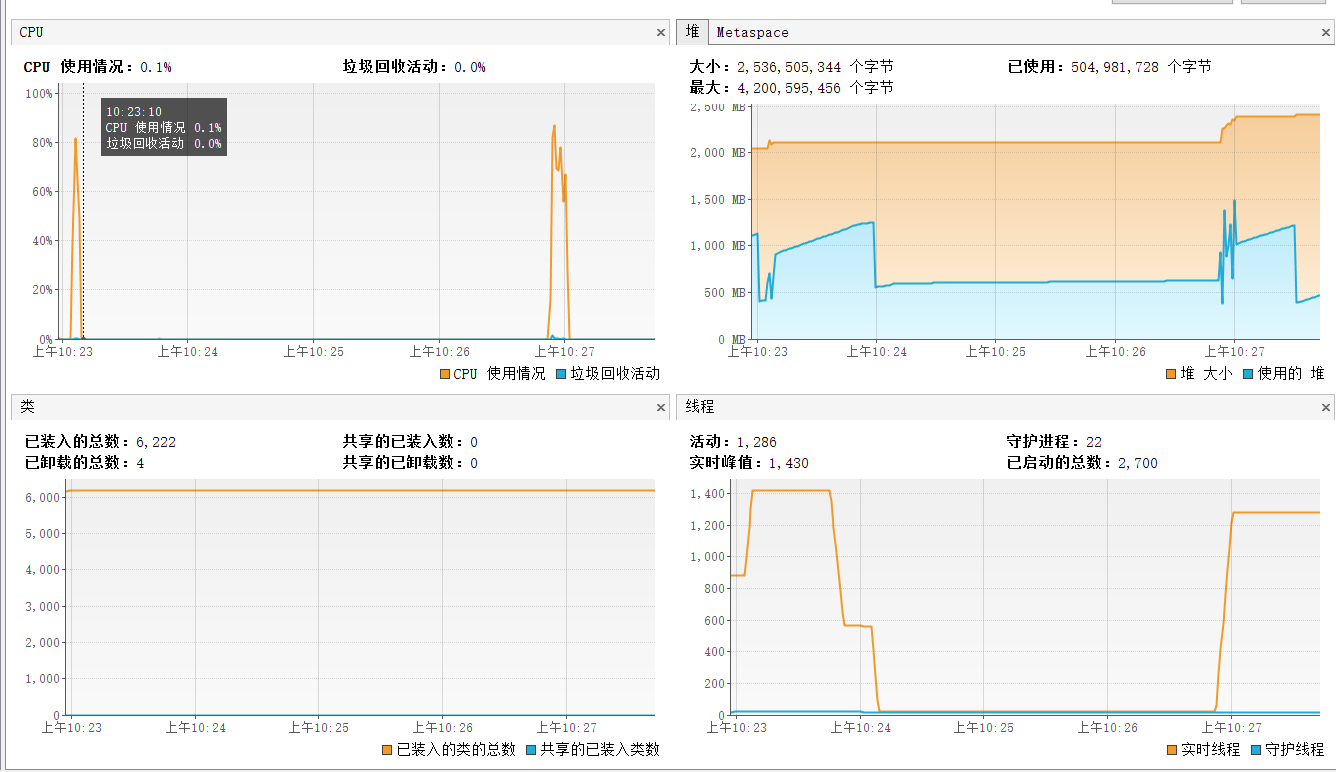 CPU
CPU 使用情况: 0.1% 垃圾回收活动: 0.0%
100%
80%
60%
40%
20%
0%
10:23:10
CPU 使用情况 0.1%
垃圾回收活动 0.0%
上午10:23 上午10:24 上午10:25 上午10:26 上午10:27
CPU 使用情况 垃圾回收活动
堆 Metaspace
大小: 2,536,505,344 个字节 已使用: 504,981,728 个字节
最大: 4,200,595,456 个字节
2,500 MB
2,000 MB
1,500 MB
1,000 MB
500 MB
0 MB
上午10:23 上午10:24 上午10:25 上午10:26 上午10:27
堆 大小 使用的 堆
类
已装入的总数: 6,222 共享的已装入数: 0
已卸载的总数: 4 共享的已卸载数: 0
6,000
5,000
4,000
3,000
2,000
1,000
0
上午10:23 上午10:24 上午10:25 上午10:26 上午10:27
已装入的类的总数 共享的已装入类数
线程
活动: 1,286 守护进程: 22
实时峰值: 1,430 已启动的总数: 2,700
1,400
1,200
1,000
800
600
400
200
0
上午10:23 上午10:24 上午10:25 上午10:26 上午10:27
实时线程 守护线程